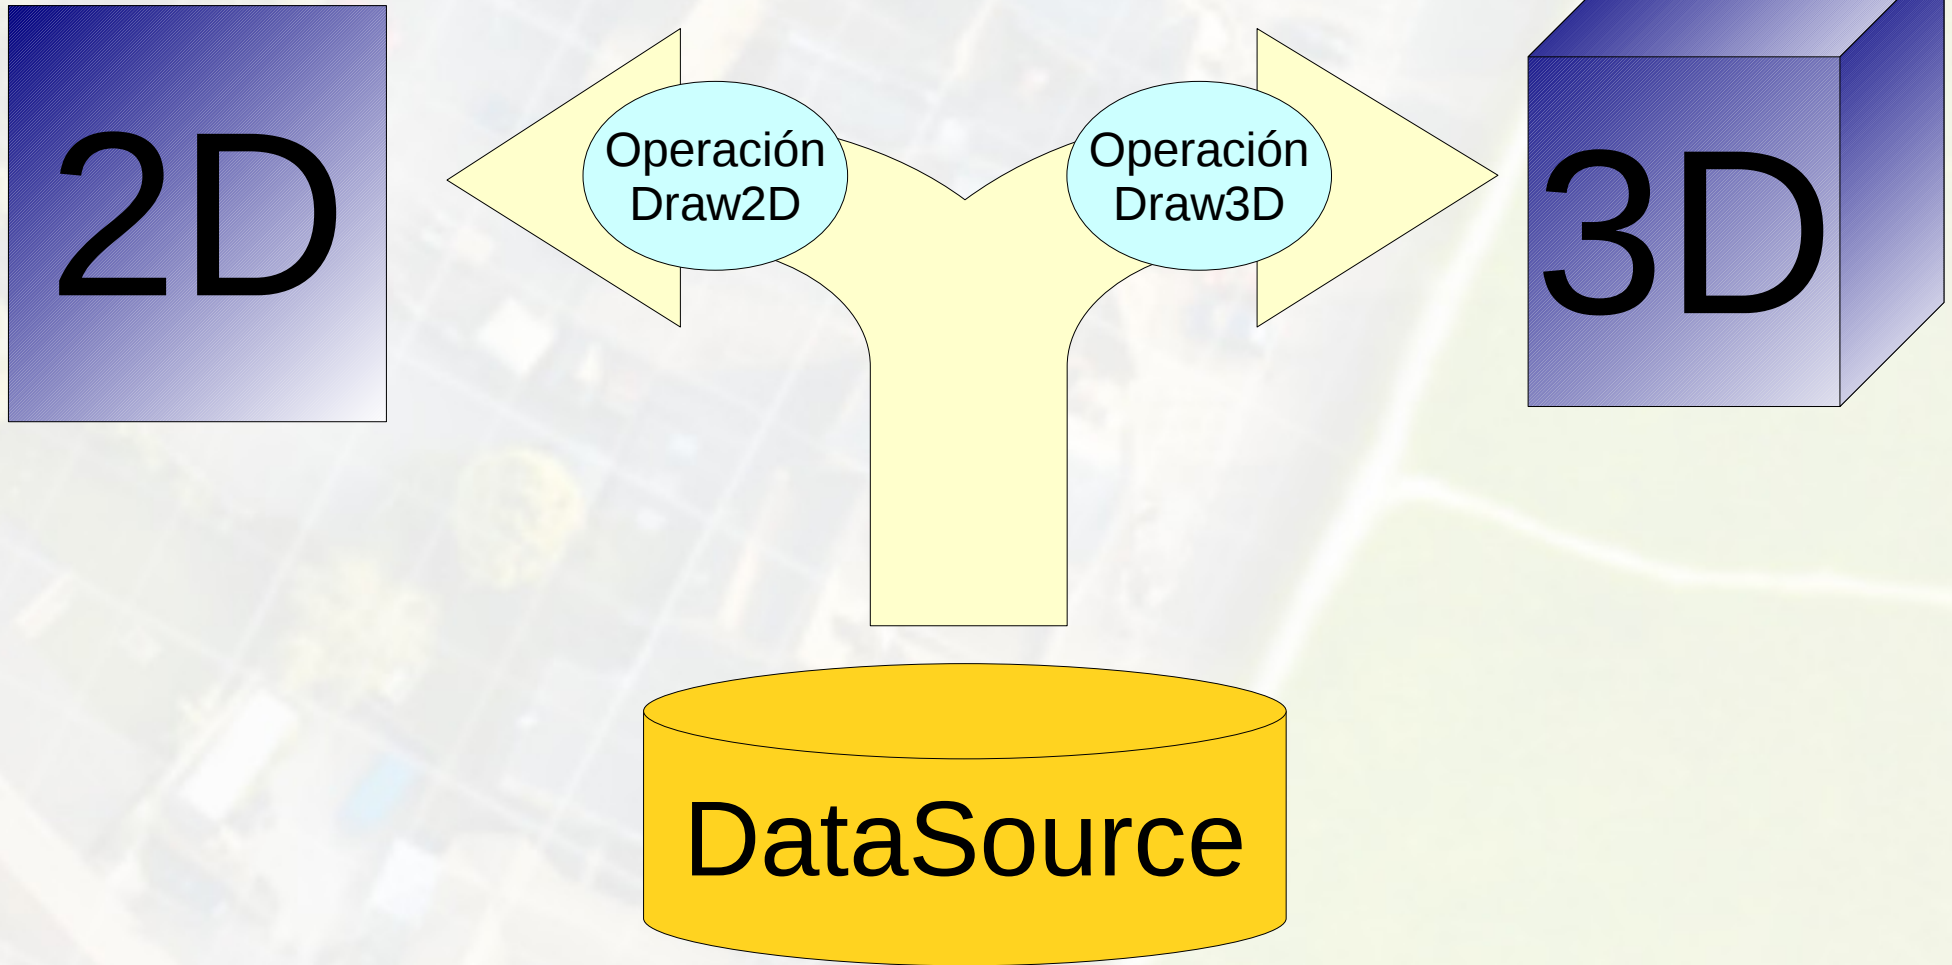 2D
Operación
Draw2D
Operación
Draw3D
3D
DataSource